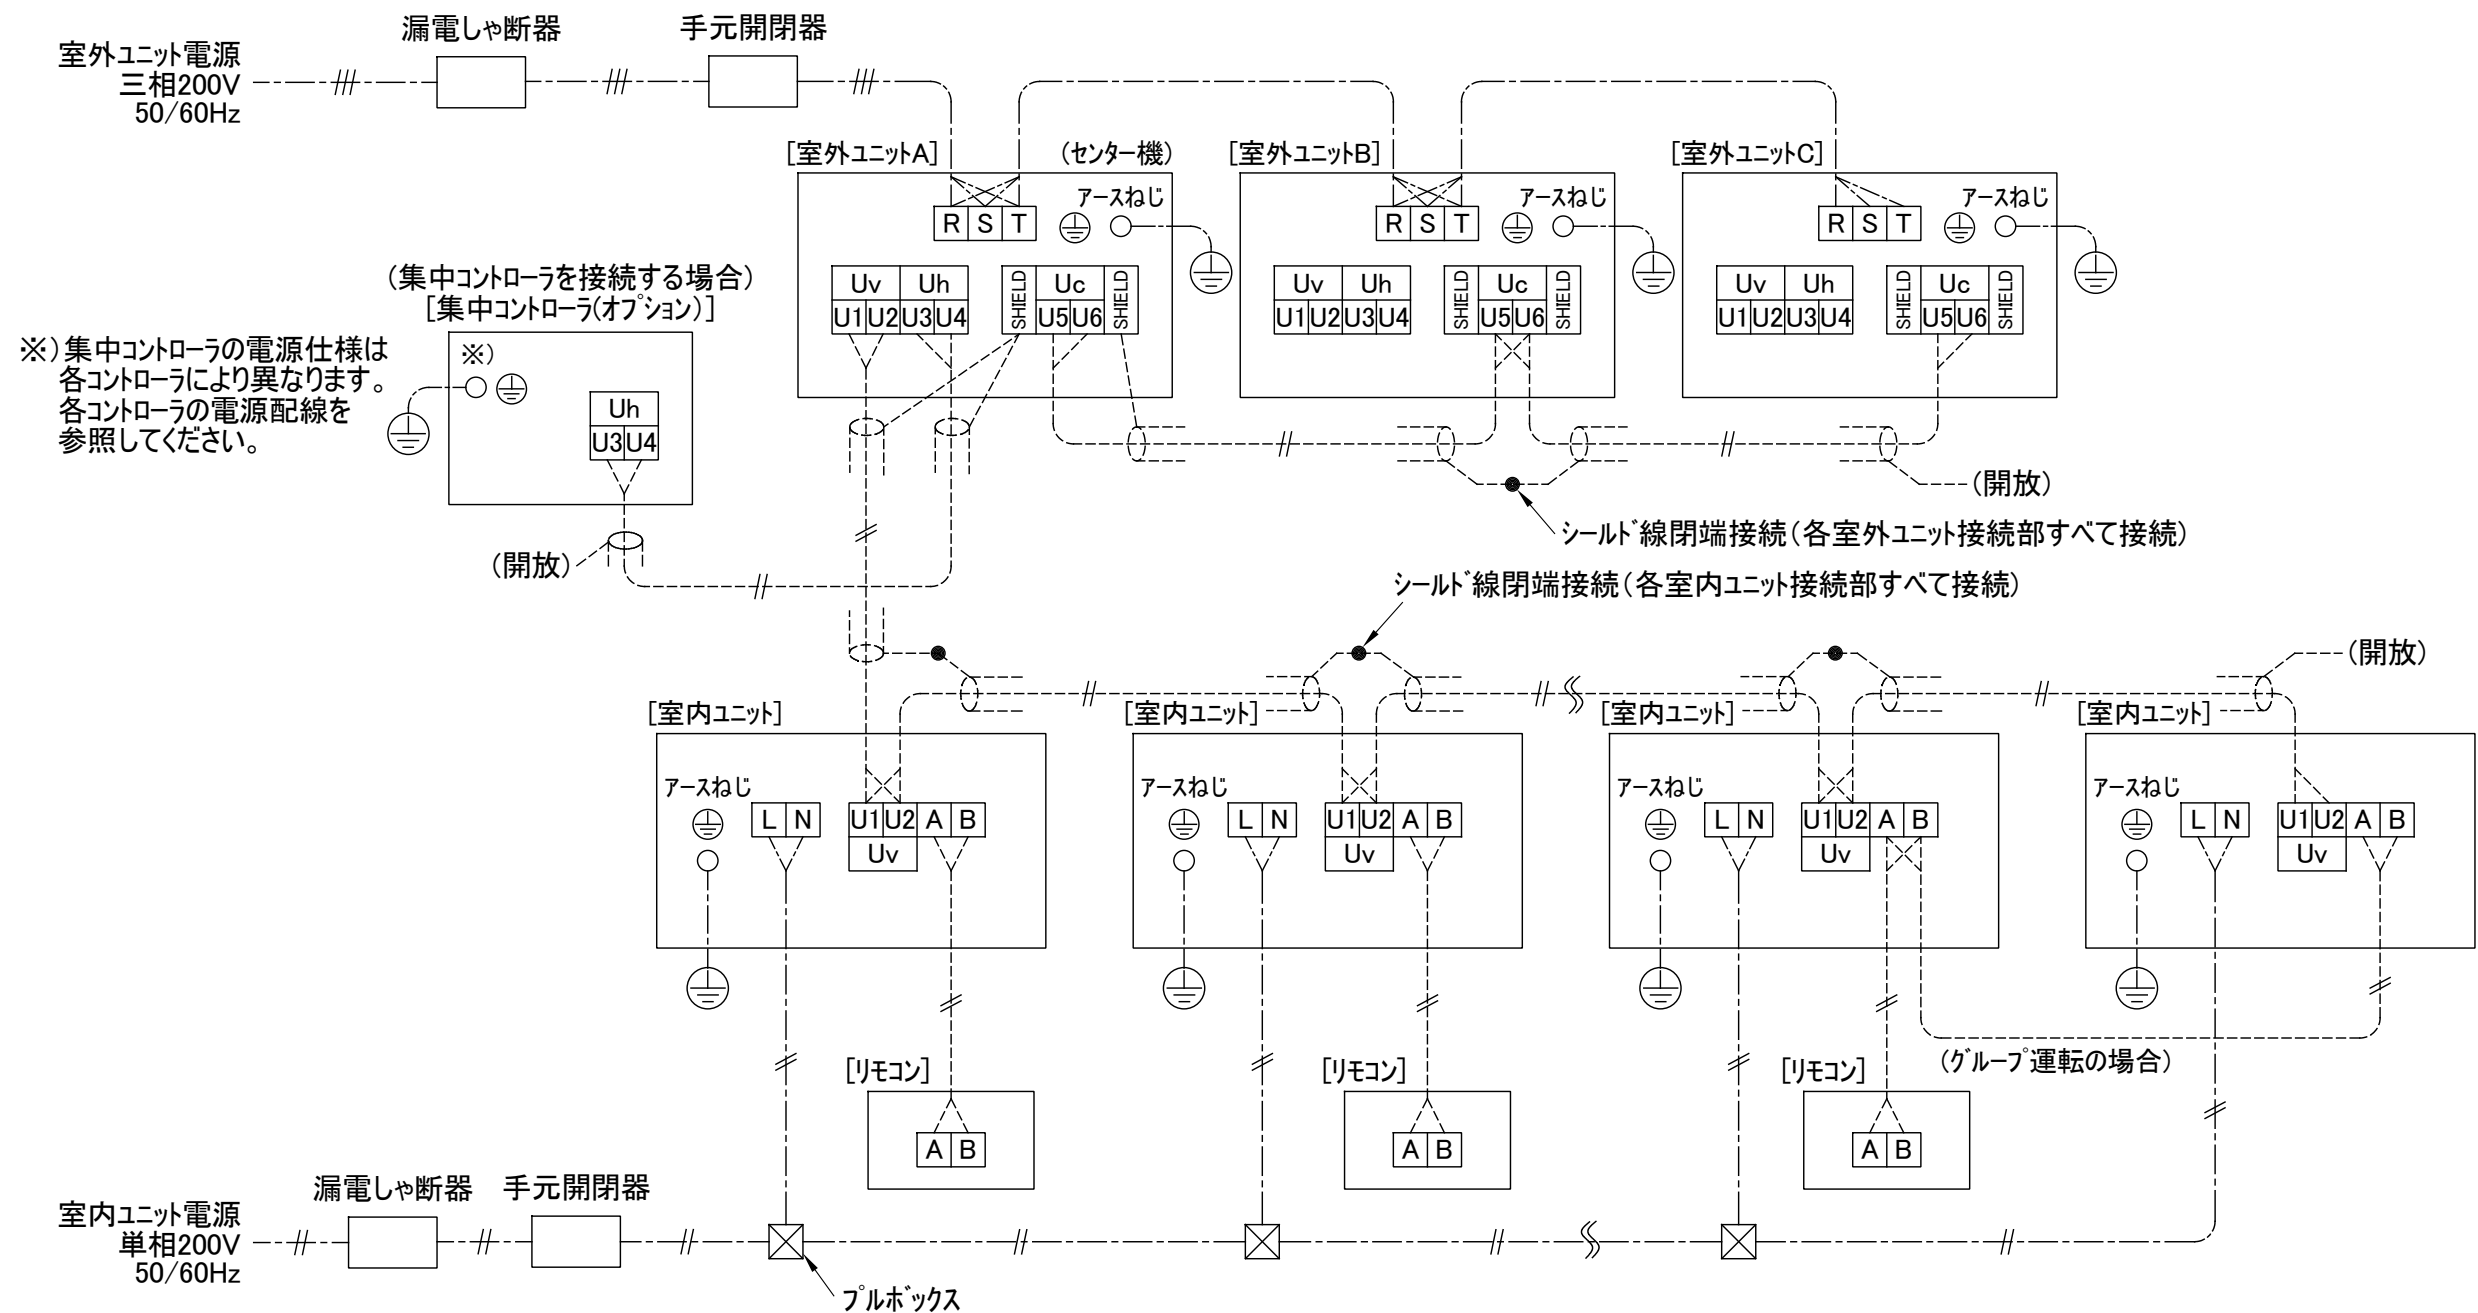 漏電しゃ断器
手元開閉器
室外ユニット電源
三相200V
50/60Hz
[室外ユニットA]
(センター機)
[室外ユニットB]
[室外ユニットC]
アースねじ
アースねじ
アースねじ
R S T
R S T
R S T
Uv Uh
SHIELD Uc SHIELD
U1 U2 U3 U4
U5 U6
Uv Uh
SHIELD Uc SHIELD
U1 U2 U3 U4
U5 U6
Uv Uh
SHIELD Uc SHIELD
U1 U2 U3 U4
U5 U6
(集中コントローラを接続する場合)
[集中コントローラ(オプション)]
※)集中コントローラの電源仕様は
各コントローラにより異なります。
各コントローラの電源配線を
参照してください。
※)
Uh
U3 U4
(開放)
(開放)
シールド線閉端接続(各室外ユニット接続部すべて接続)
シールド線閉端接続(各室内ユニット接続部すべて接続)
(開放)
[室内ユニット]
[室内ユニット]
[室内ユニット]
[室内ユニット]
アースねじ
アースねじ
アースねじ
アースねじ
L N
U1 U2 A B
Uv
L N
U1 U2 A B
Uv
L N
U1 U2 A B
Uv
L N
U1 U2 A B
Uv
(グループ運転の場合)
[リモコン]
[リモコン]
[リモコン]
A B
A B
A B
漏電しゃ断器
手元開閉器
室内ユニット電源
単相200V
50/60Hz
プルボックス